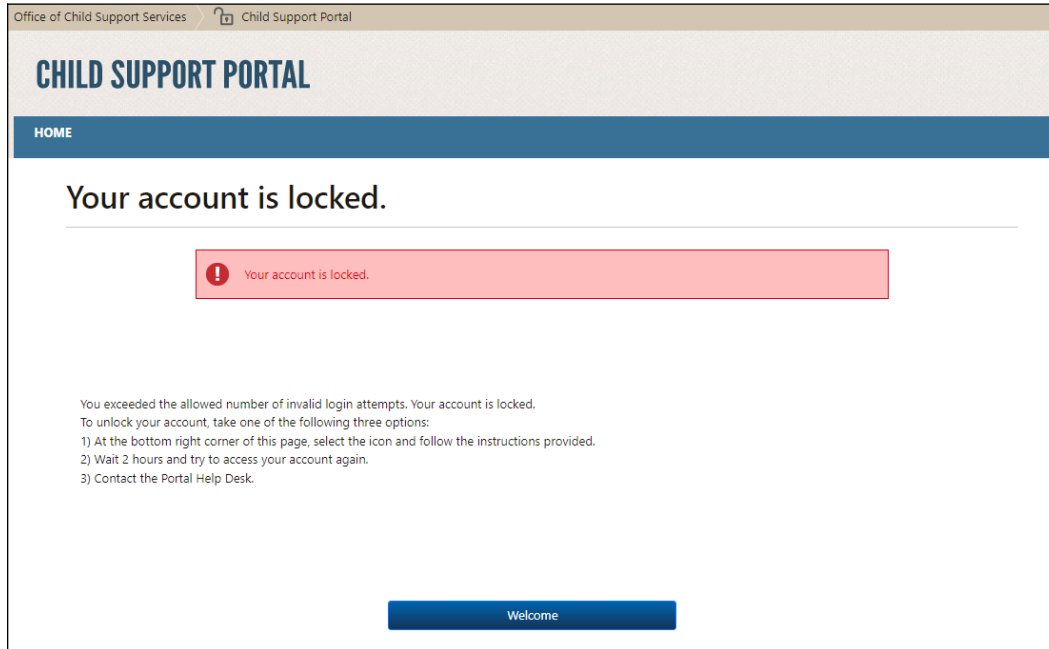 Office of Child Support Services Child Support Portal
CHILD SUPPORT PORTAL
HOME
Your account is locked.
Your account is locked.
You exceeded the allowed number of invalid login attempts. Your account is locked.
To unlock your account, take one of the following three options:
1) At the bottom right corner of this page, select the icon and follow the instructions provided.
2) Wait 2 hours and try to access your account again.
3) Contact the Portal Help Desk.
Welcome